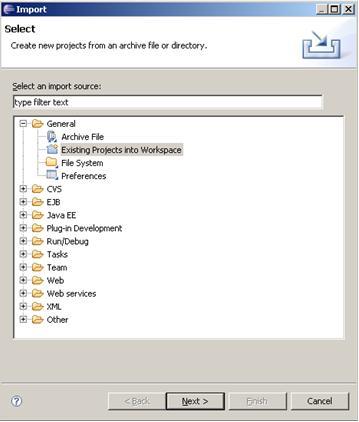 Import
Select
Create new projects from an archive file or directory.
Select an import source:
type filter text
General
Archive File
Existing Projects into Workspace
File System
Preferences
CVS
EJB
Java EE
Plug-in Development
Run/Debug
Tasks
Team
Web
Web services
XML
Other
?
< Back
Next >
Finish
Cancel